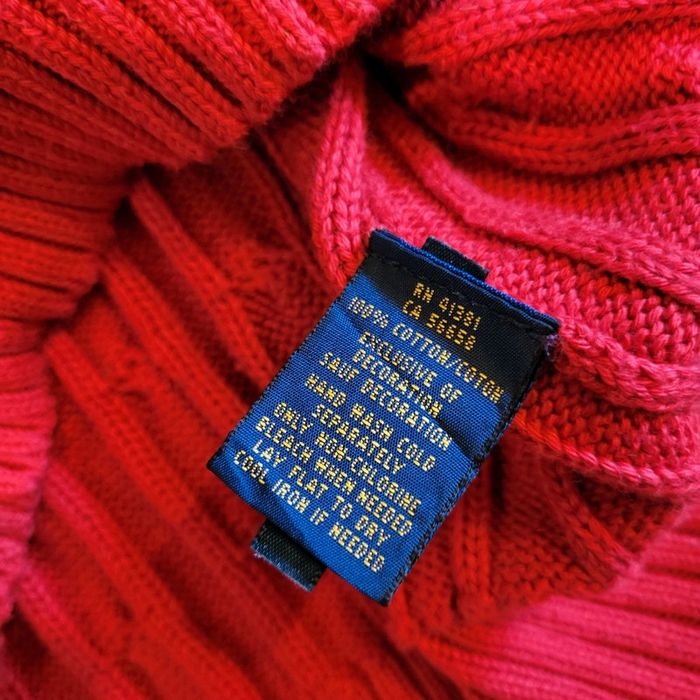 RN 41381
CA 56658
100% COTTON/COTON
EXCLUSIVE OF
DECORATION
SAUF DECORATION
HAND WASH COLD
SEPARATELY
ONLY NON-CHLORINE
BLEACH WHEN NEEDED
LAY FLAT TO DRY
COOL IRON IF NEEDED